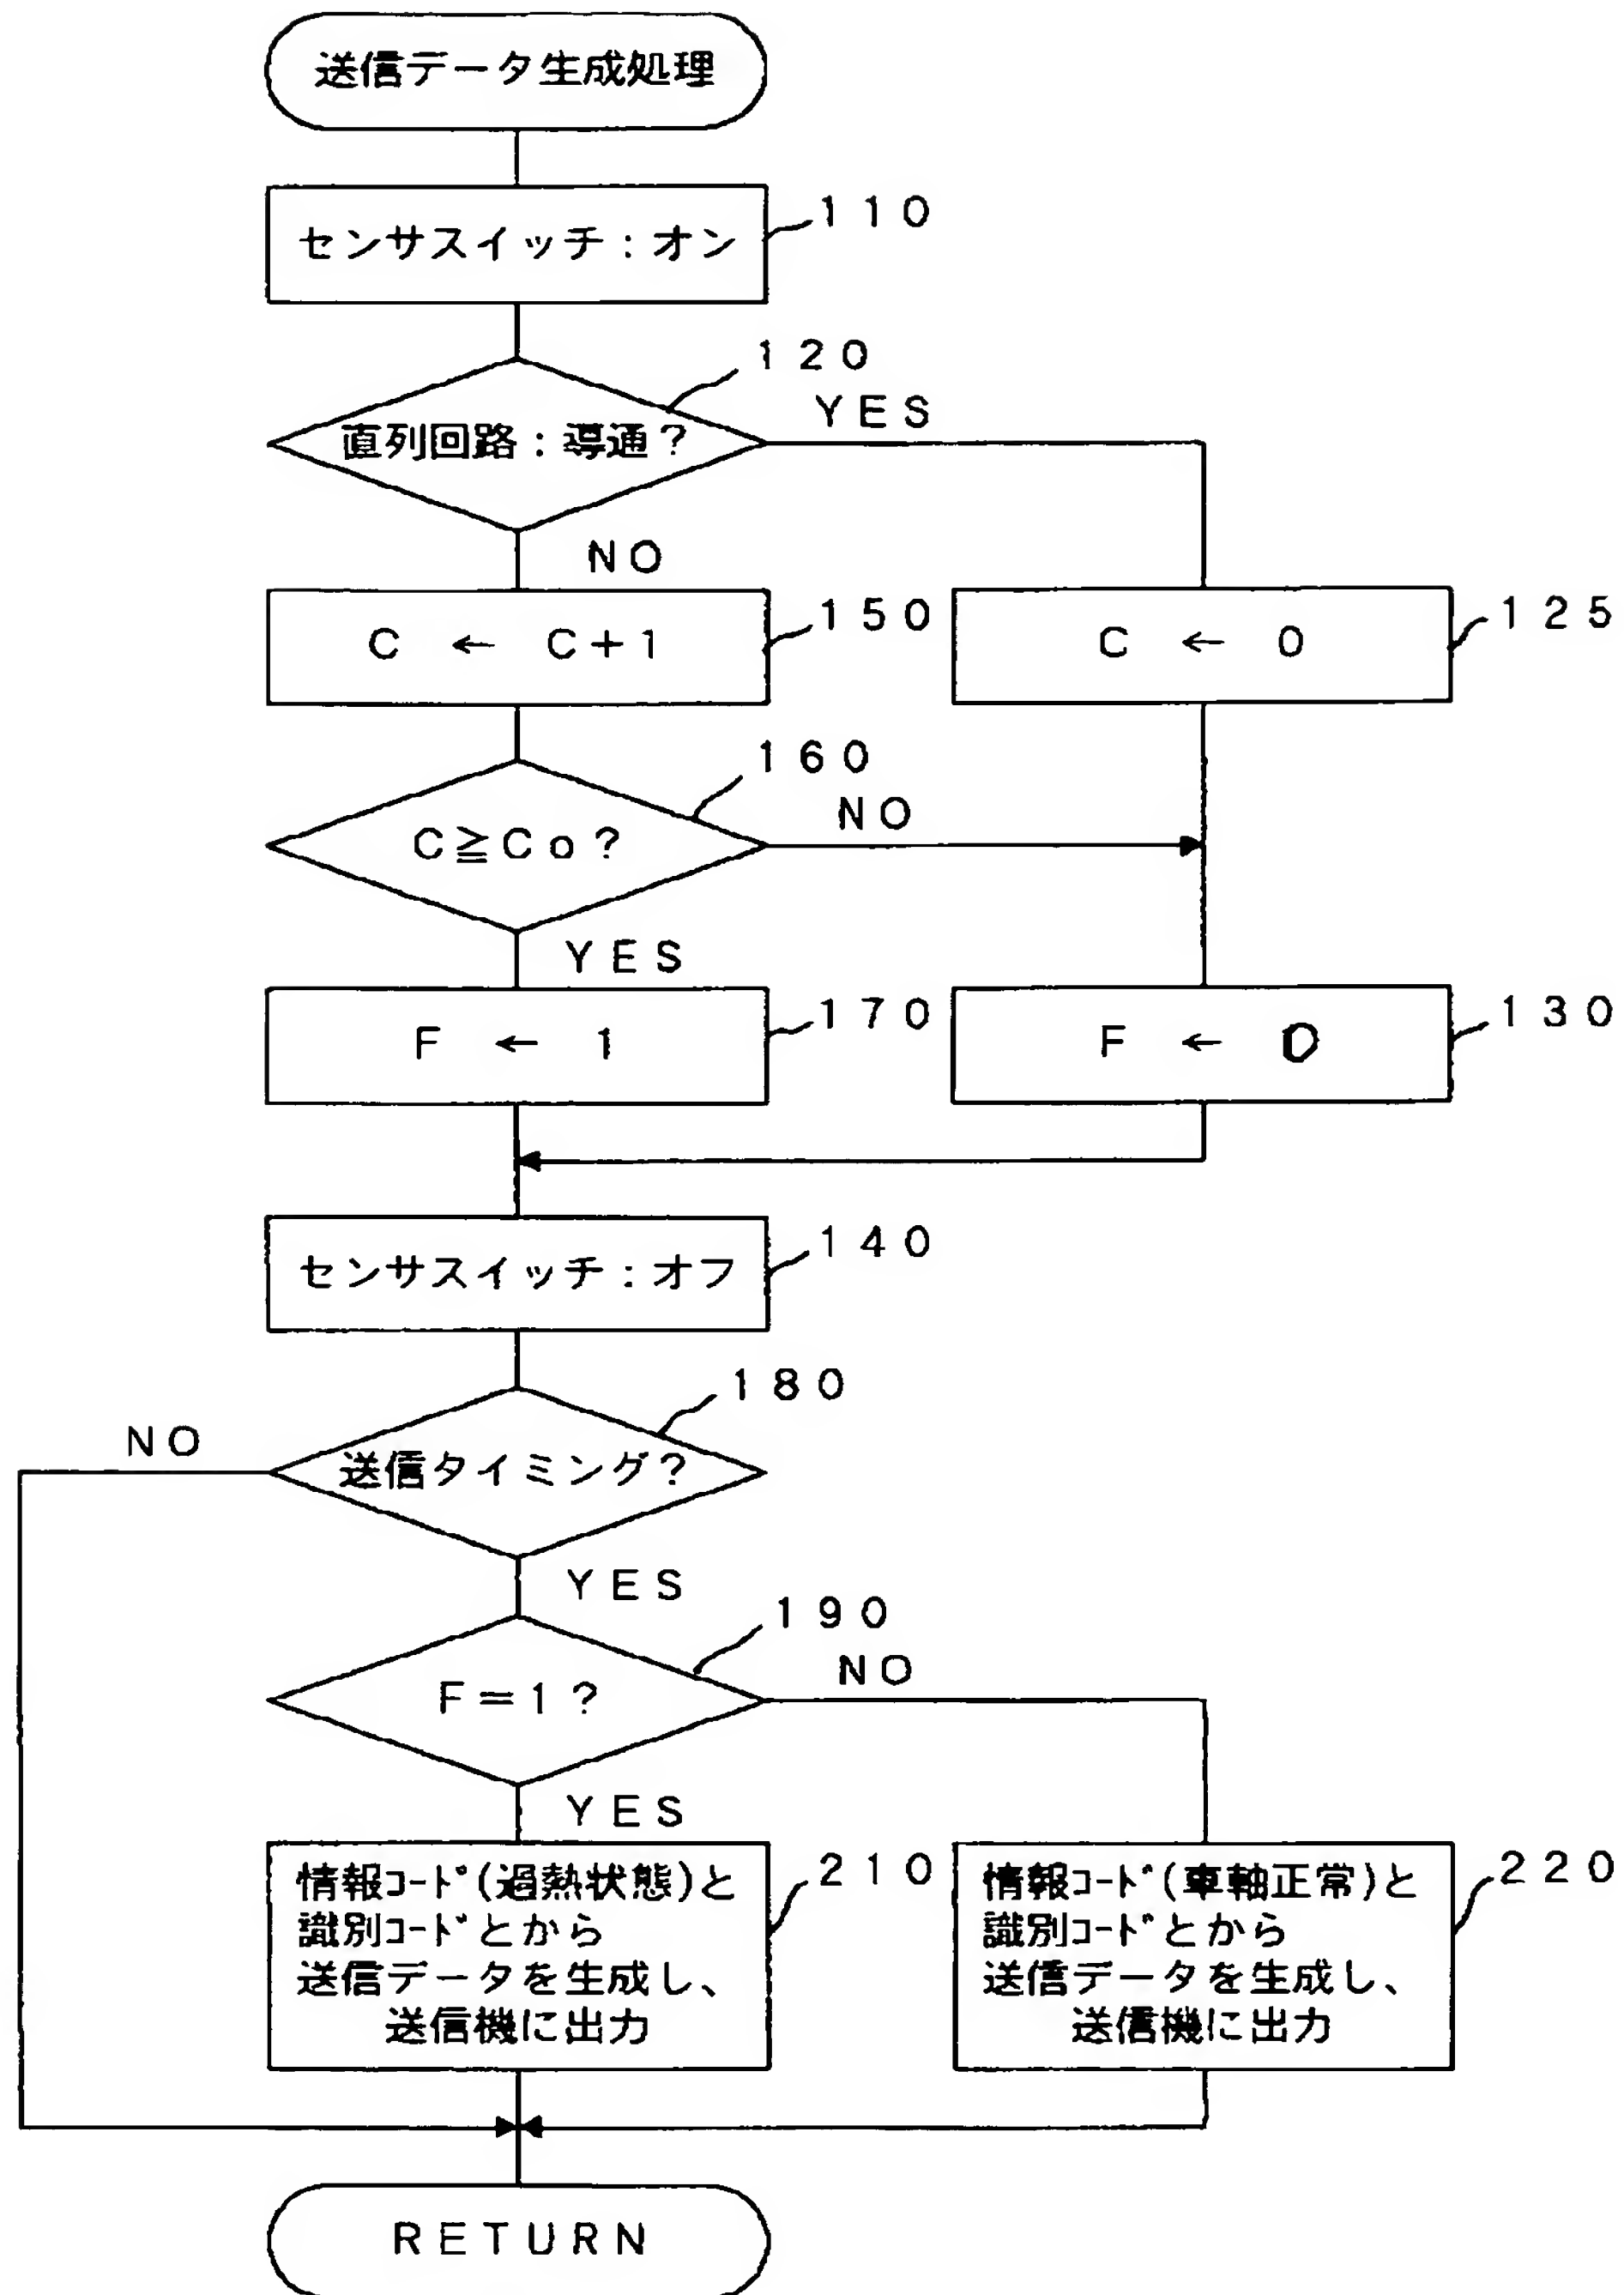 送信データ生成処理
センサスイッチ：オン
110
120
直列回路：導通？
YES
NO
C ← C+1
150
C ← 0
125
160
C≧Co？
NO
YES
F ← 1
170
F ← 0
130
センサスイッチ：オフ
140
180
NO
送信タイミング？
YES
190
F=1？
NO
YES
情報コード(過熱状態)と
識別コードとから
送信データを生成し、
送信機に出力
210
情報コード(車軸正常)と
識別コードとから
送信データを生成し、
送信機に出力
220
RETURN